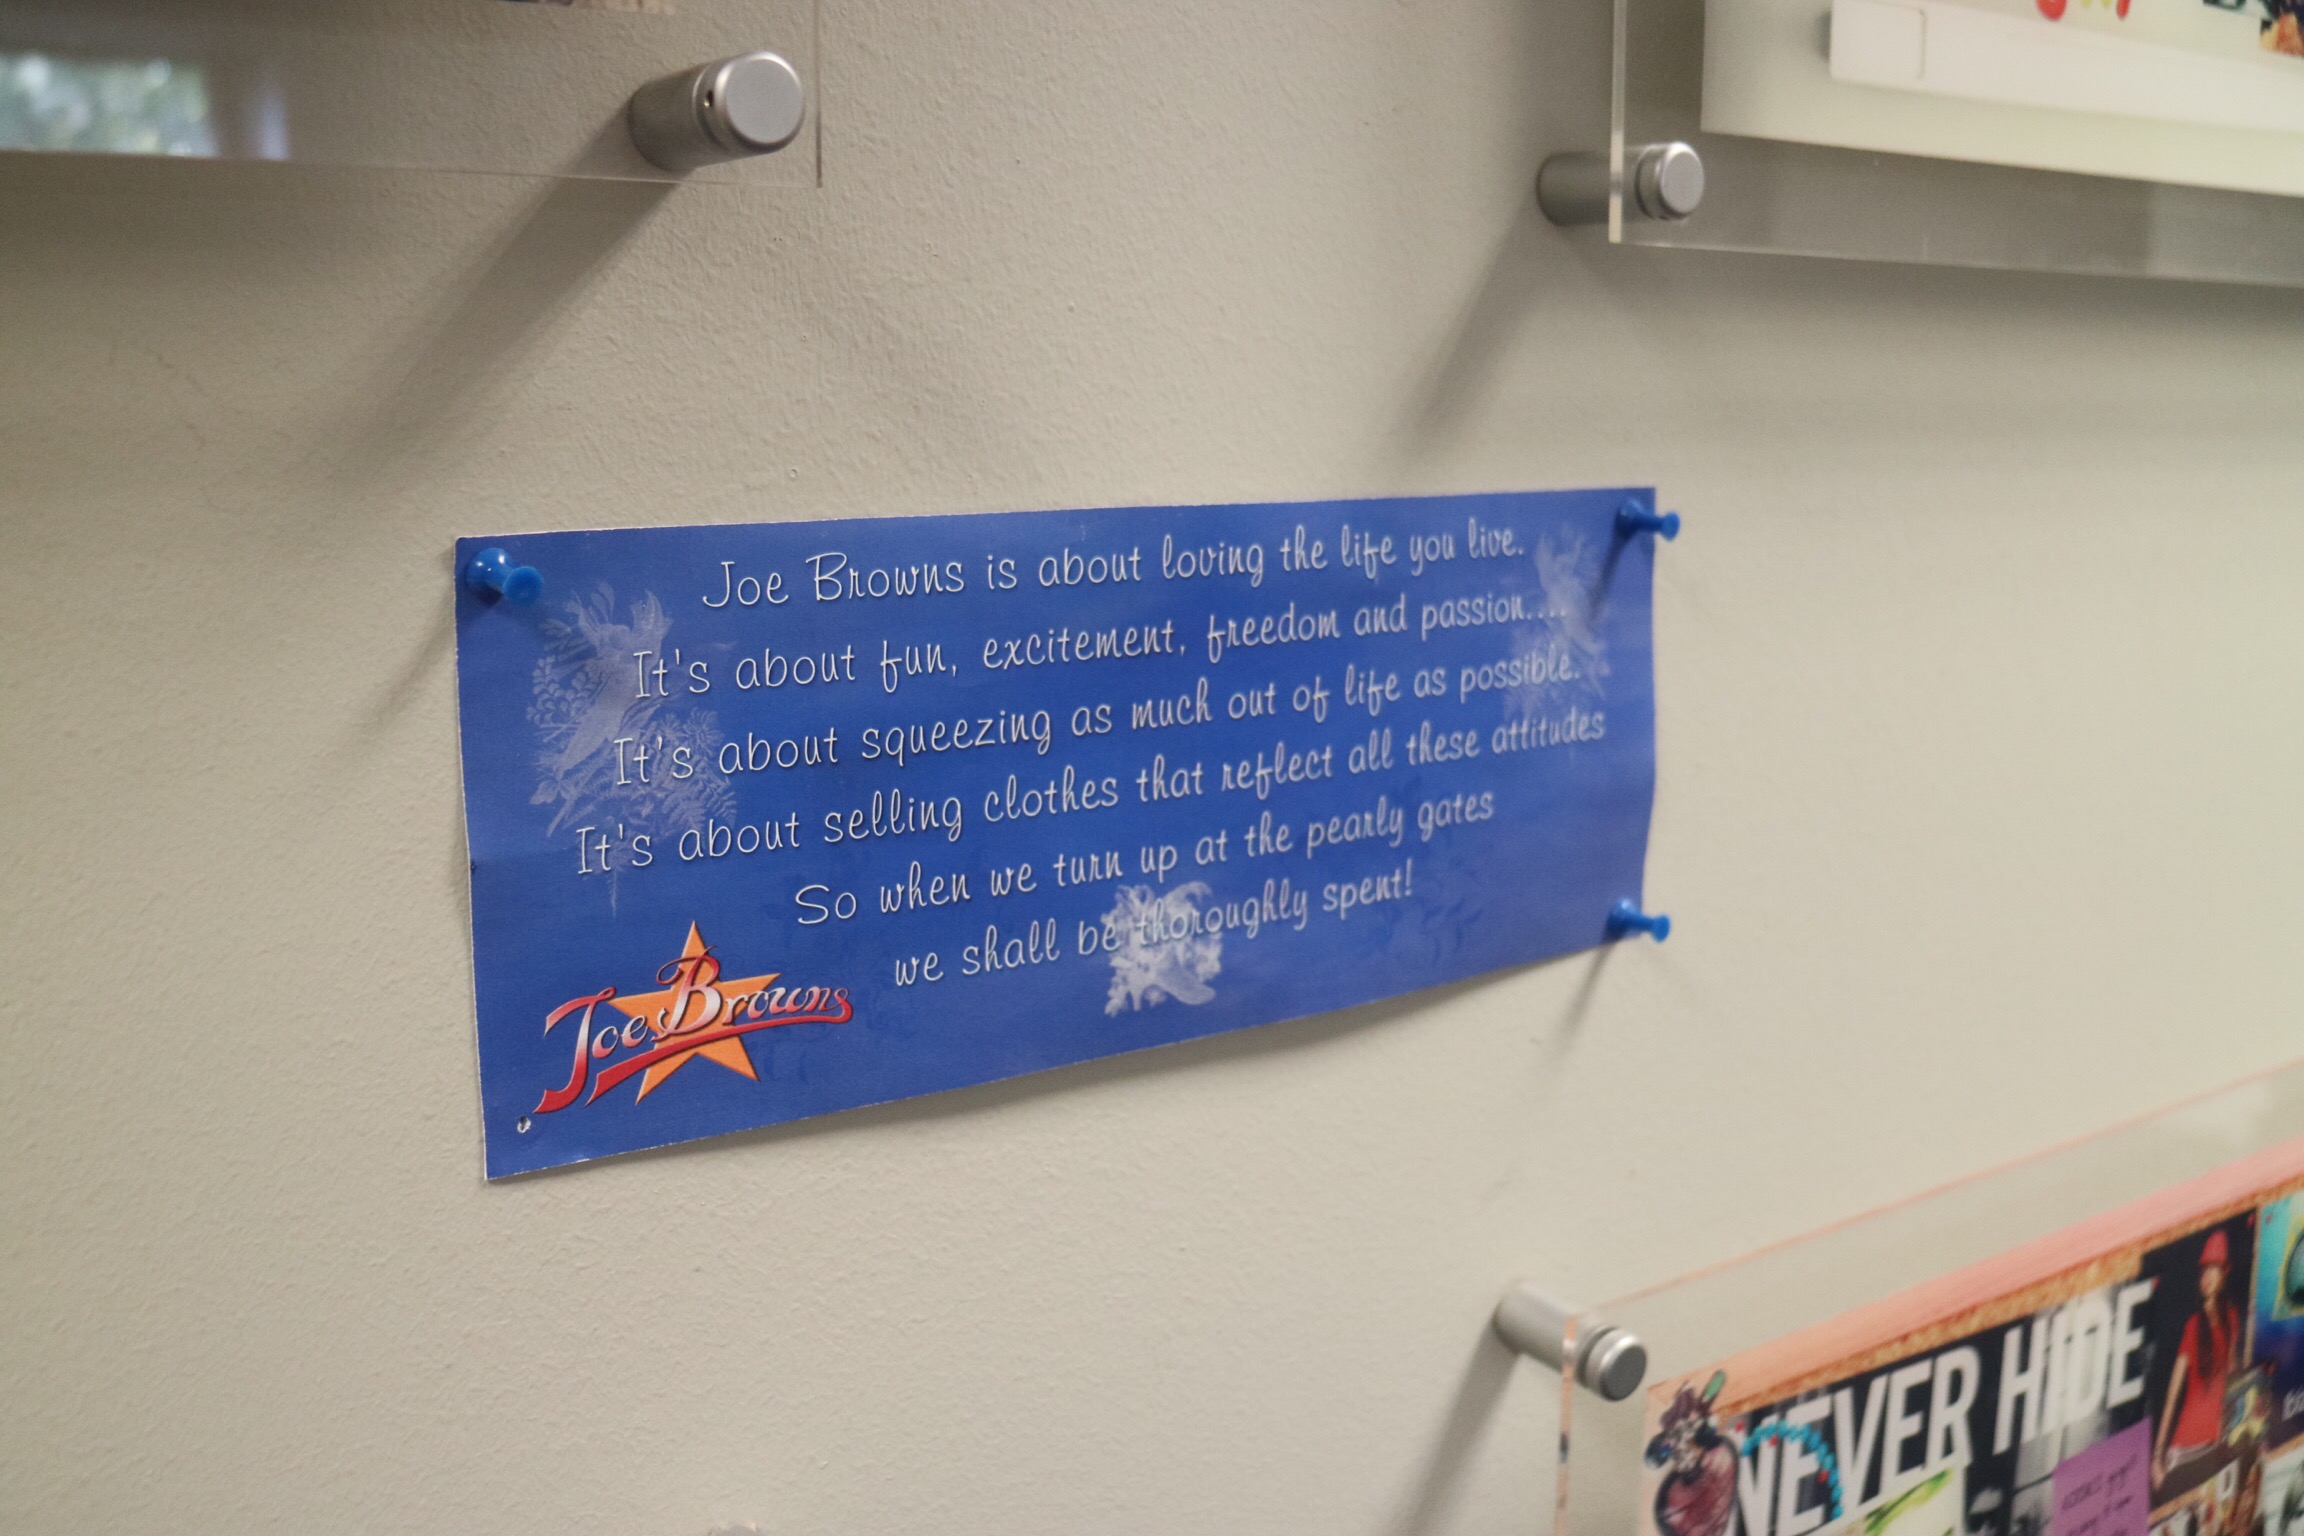 Joe Browns is about loving the life you live.
It's about fun, excitement, freedom and passion....
It's about squeezing as much out of life as possible.
It's about selling clothes that reflect all these attitudes
So when we turn up at the pearly gates
we shall be thoroughly spent!
Joe Browns
NEVER HIDE